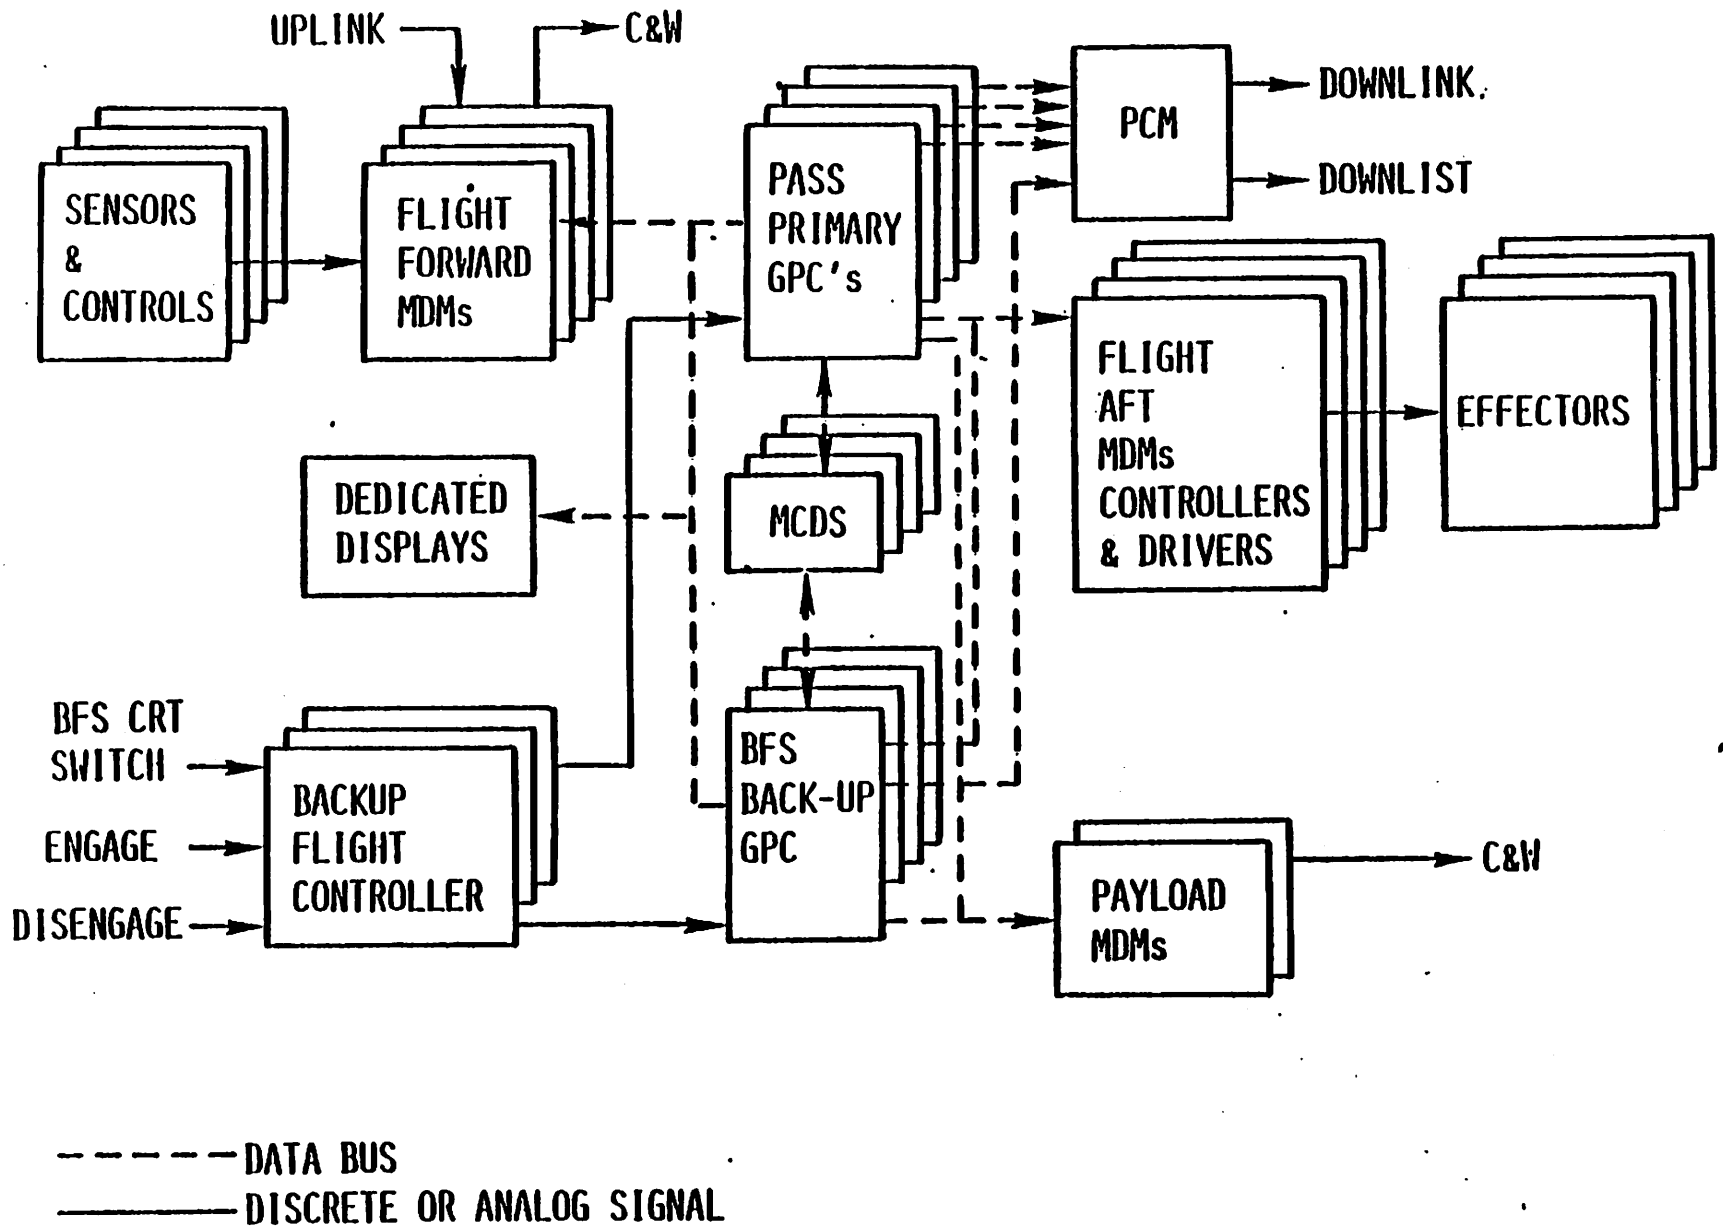 UPLINK
C&W
SENSORS
&
CONTROLS
FLIGHT
FORWARD
MDMs
PASS
PRIMARY
GPC's
PCM
DOWNLINK
DOWNLIST
FLIGHT
AFT
MDMs
CONTROLLERS
& DRIVERS
EFFECTORS
DEDICATED
DISPLAYS
MCDS
BFS CRT
SWITCH
ENGAGE
DISENGAGE
BACKUP
FLIGHT
CONTROLLER
BFS
BACK-UP
GPC
PAYLOAD
MDMs
C&W
DATA BUS
DISCRETE OR ANALOG SIGNAL